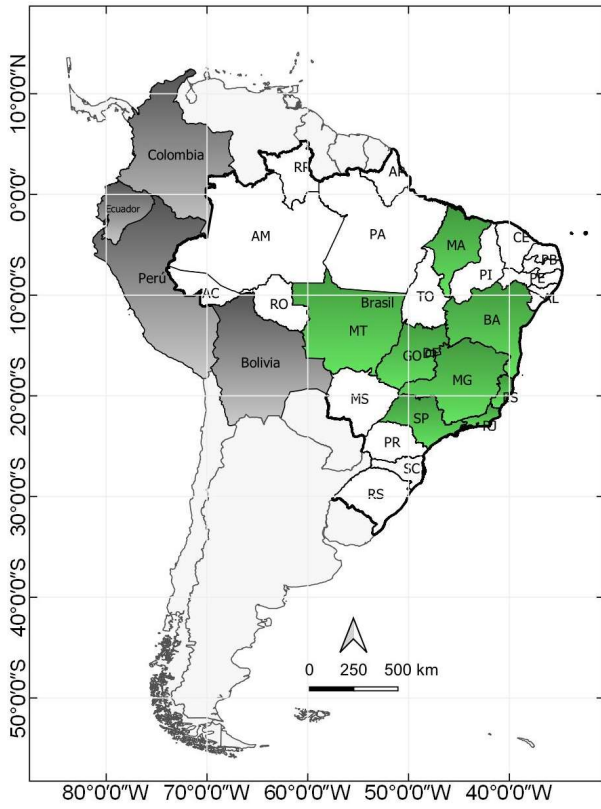 10°0'0"N
0°0'0"
10°0'0"S
20°0'0"S
30°0'0"S
40°0'0"S
50°0'0"S
Colombia
Ecuador
Perú
Bolivia
Brasil
RR
AP
AM
PA
MA
CE
PB
PE
AL
PI
AC
RO
TO
BA
MT
GO
DF
MG
ES
MS
SP
RJ
PR
SC
RS
0 250 500 km
80°0'0"W 70°0'0"W 60°0'0"W 50°0'0"W 40°0'0"W